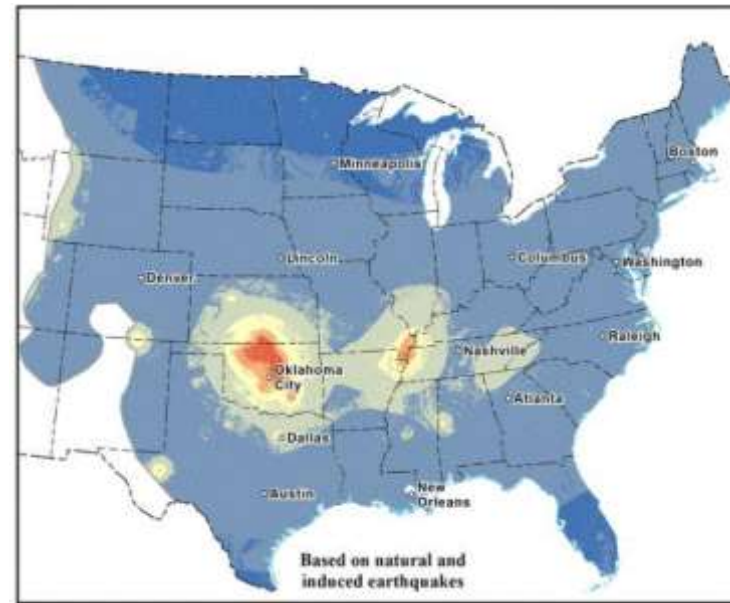 Minneapolis
Boston
Lincoln
Columbus
Washington
Denver
Nashville
Raleigh
Oklahoma
City
Atlanta
Dallas
Austin
New
Orleans
Based on natural and
induced earthquakes